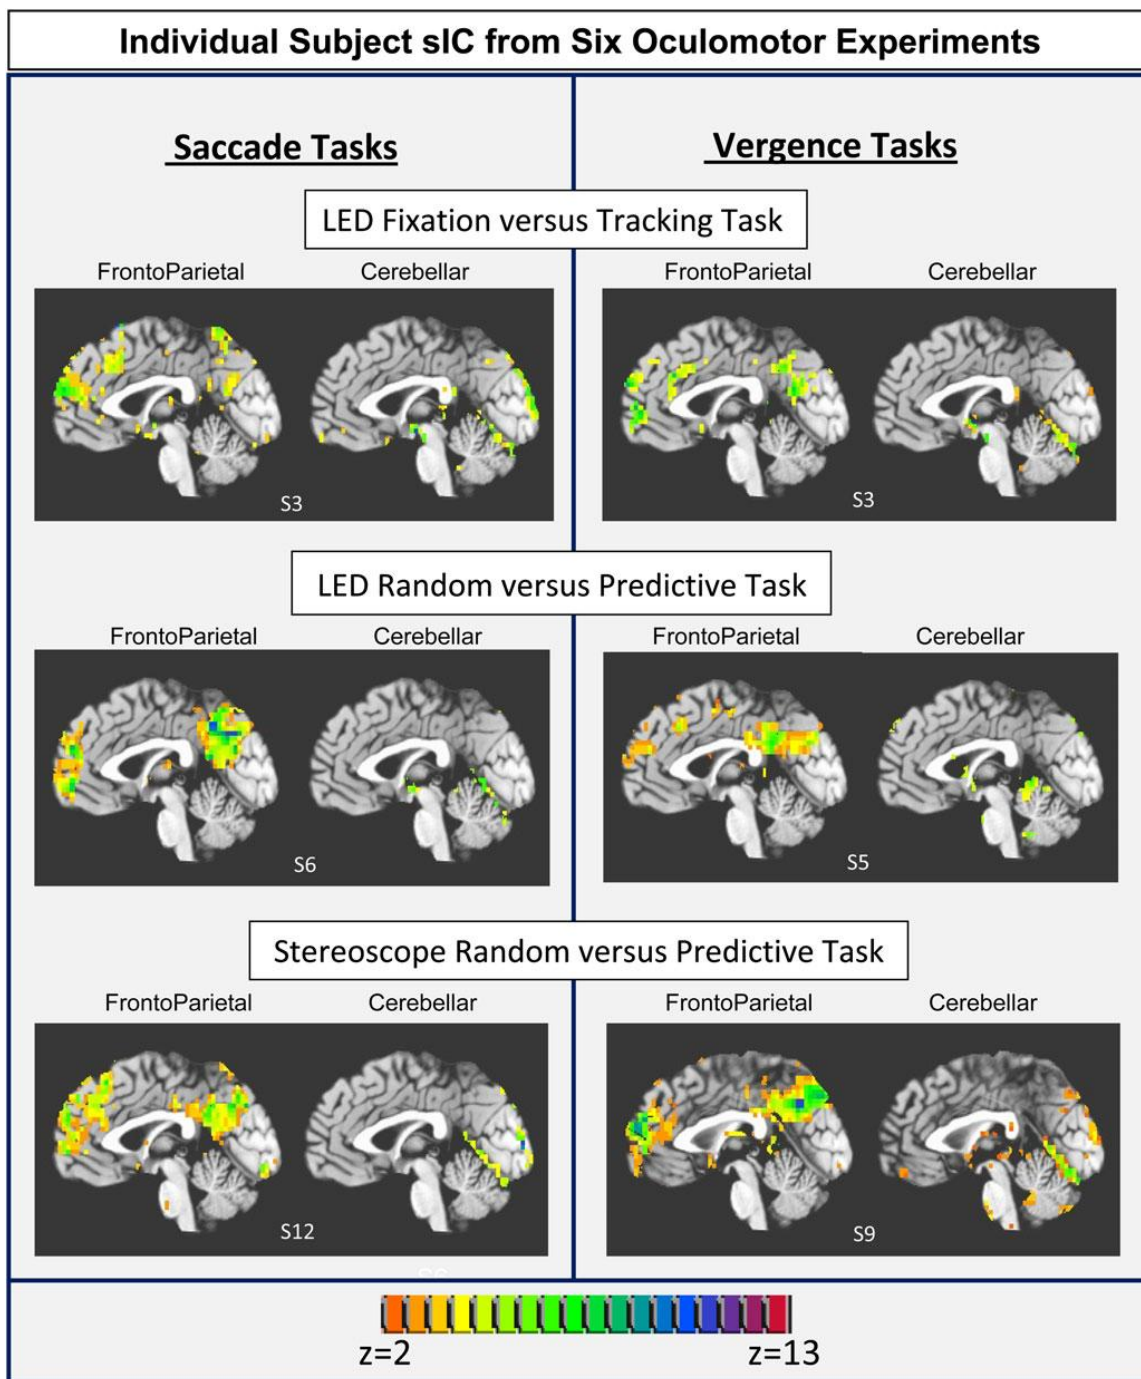 Individual Subject sIC from Six Oculomotor Experiments
Saccade Tasks
Vergence Tasks
LED Fixation versus Tracking Task
FrontoParietal
Cerebellar
FrontoParietal
Cerebellar
S3
S3
LED Random versus Predictive Task
FrontoParietal
Cerebellar
FrontoParietal
Cerebellar
S6
S5
Stereoscope Random versus Predictive Task
FrontoParietal
Cerebellar
FrontoParietal
Cerebellar
S12
S9
z=2
z=13